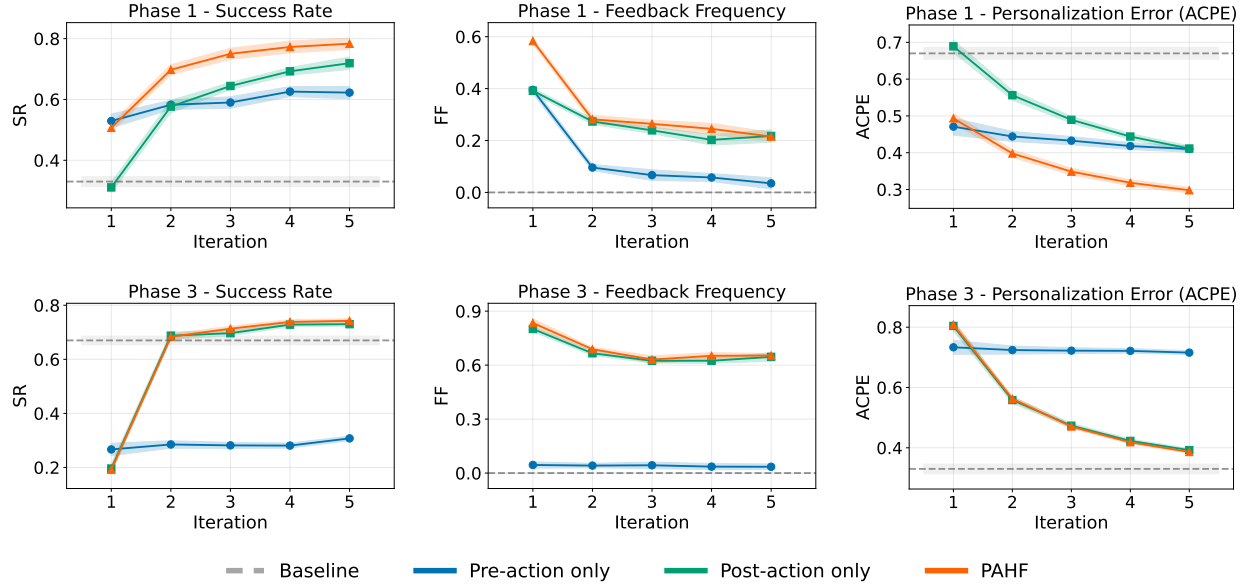 Phase 1 - Success Rate
SR
0.8
0.6
0.4
1 2 3 4 5
Iteration
Phase 1 - Feedback Frequency
FF
0.6
0.4
0.2
0.0
1 2 3 4 5
Iteration
Phase 1 - Personalization Error (ACPE)
ACPE
0.7
0.6
0.5
0.4
0.3
1 2 3 4 5
Iteration
Phase 3 - Success Rate
SR
0.8
0.6
0.4
0.2
1 2 3 4 5
Iteration
Phase 3 - Feedback Frequency
FF
0.9
0.6
0.3
0.0
1 2 3 4 5
Iteration
Phase 3 - Personalization Error (ACPE)
ACPE
0.8
0.6
0.4
1 2 3 4 5
Iteration
Baseline Pre-action only Post-action only PAHF